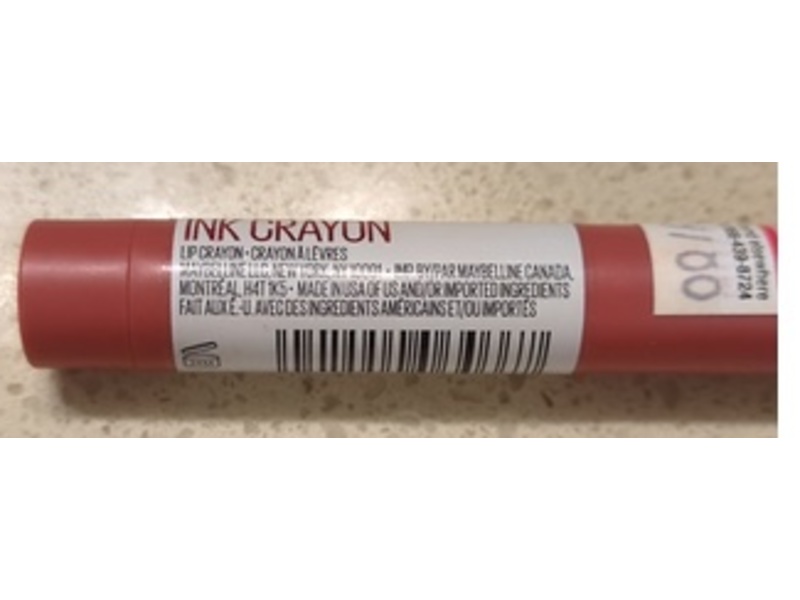 INK CRAYON
LIP CRAYON • CRAYON À LÈVRES
MAYBELLINE LLC, NEW YORK, NY 10001 • IMP. BY/PAR MAYBELLINE CANADA,
MONTRÉAL, H4T 1K5 • MADE IN USA OF US AND/OR IMPORTED INGREDIENTS
FAIT AUX É.-U. AVEC DES INGRÉDIENTS AMÉRICAINS ET/OU IMPORTÉS
439-8724